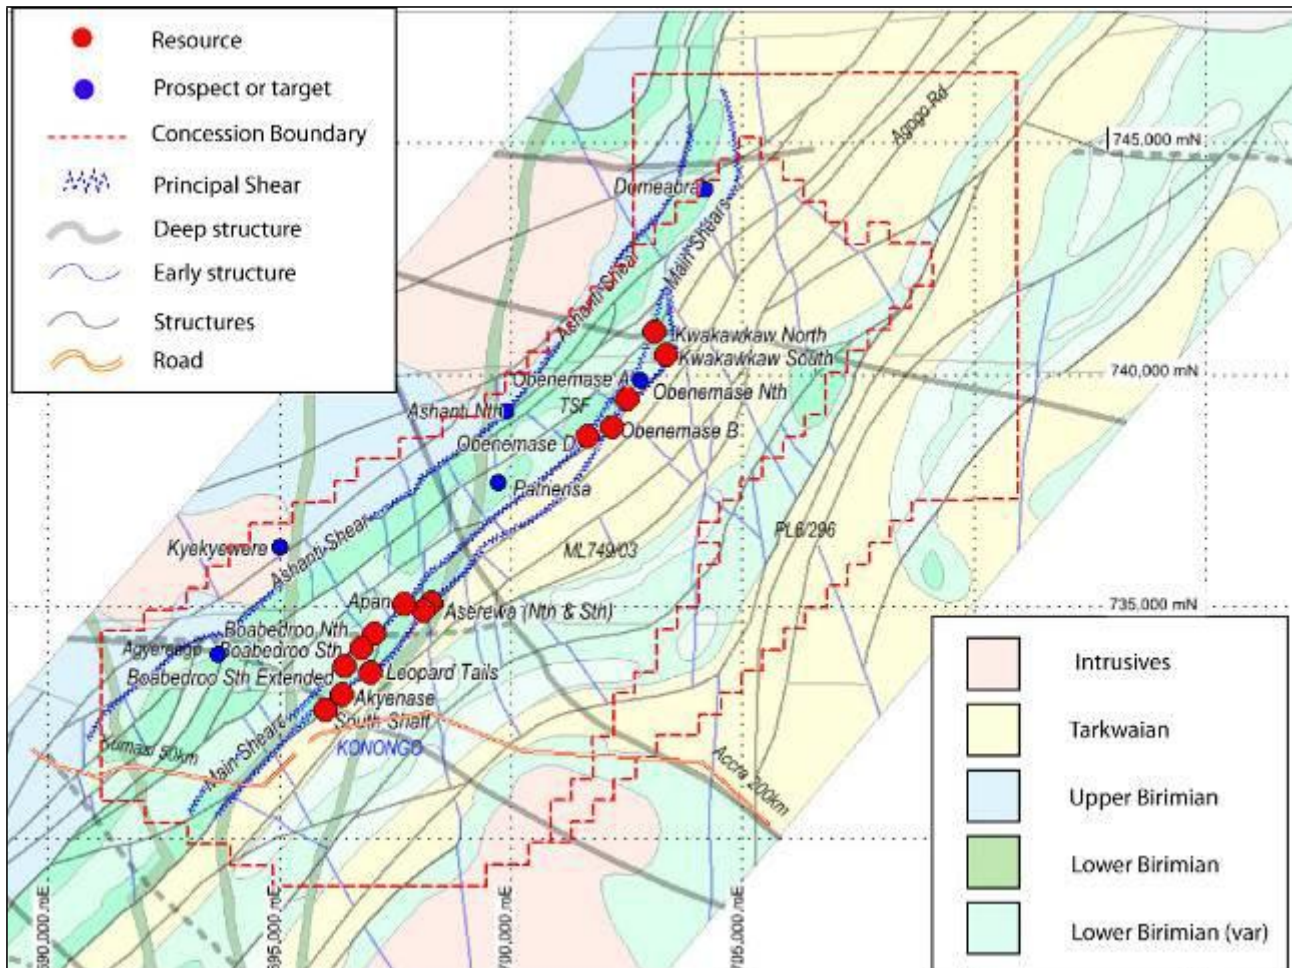 Resource
Prospect or target
Concession Boundary
Principal Shear
Deep structure
Early structure
Structures
Road
Agogo Rd
745,000 mN
Domeabra
Main Shears
Ashanti Shear
Kwakawkaw North
Kwakawkaw South
740,000 mN
Obenemase A
Obenemase Nth
TSF
Ashanti Nth
Obenemase B
Obenemase D
Patnensa
ML749/03
PL6/296
Kyekyewere
Ashanti Shear
735,000 mN
Apan
Aserewa (Nth & Sth)
Boabedroo Nth
Agyereago
Boabedroo Sth
Boabedroo Sth Extended
Leopard Tails
Akyenase
South Shaft
KONONGO
Kumasi 50km
Main Shears
Accra 200km
690,000 mE
695,000 mE
700,000 mE
705,000 mE
Intrusives
Tarkwaian
Upper Birimian
Lower Birimian
Lower Birimian (var)